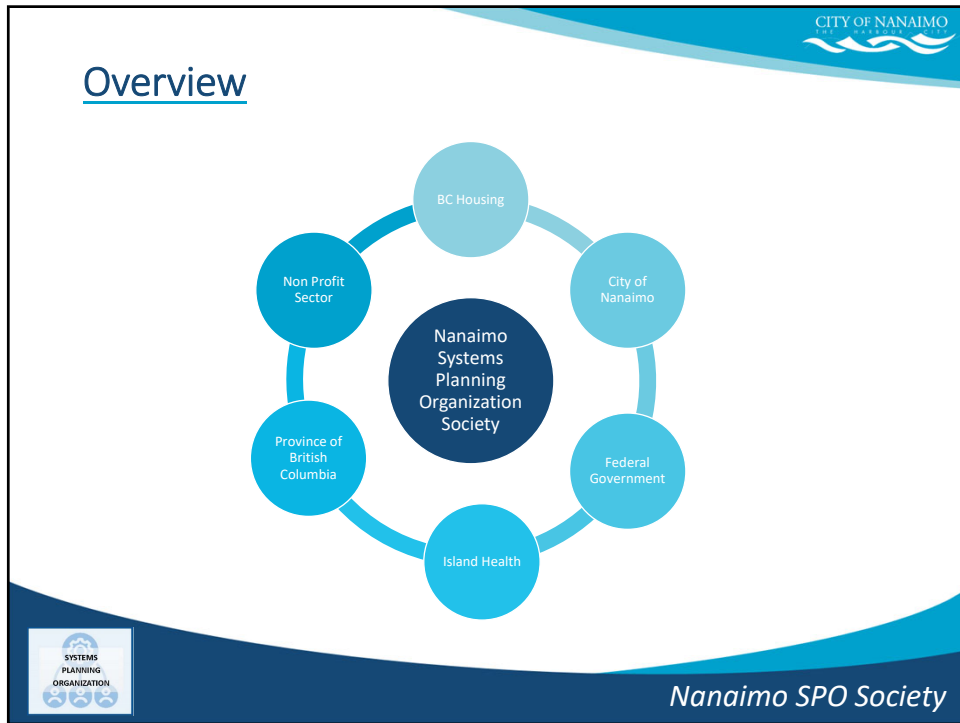 CITY OF NANAIMO
THE HARBOUR CITY
Overview
BC Housing
City of
Nanaimo
Federal
Government
Island Health
Province of
British
Columbia
Non Profit
Sector
Nanaimo
Systems
Planning
Organization
Society
SYSTEMS
PLANNING
ORGANIZATION
Nanaimo SPO Society